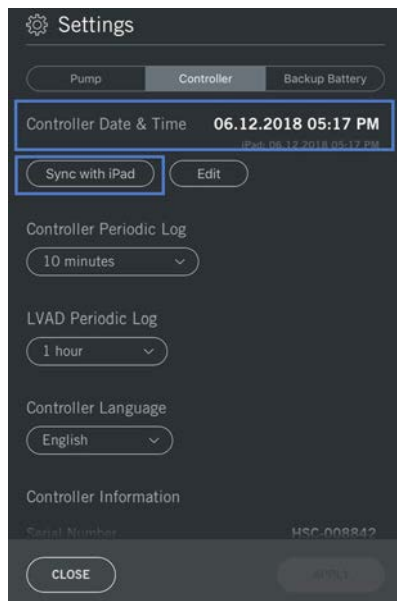 Settings
Pump Controller Backup Battery
Controller Date & Time 06.12.2018 05:17 PM
iPad: 06.12.2018 05:17 PM
Sync with iPad Edit
Controller Periodic Log
10 minutes
LVAD Periodic Log
1 hour
Controller Language
English
Controller Information
Serial Number HSC-008842
CLOSE APPLY